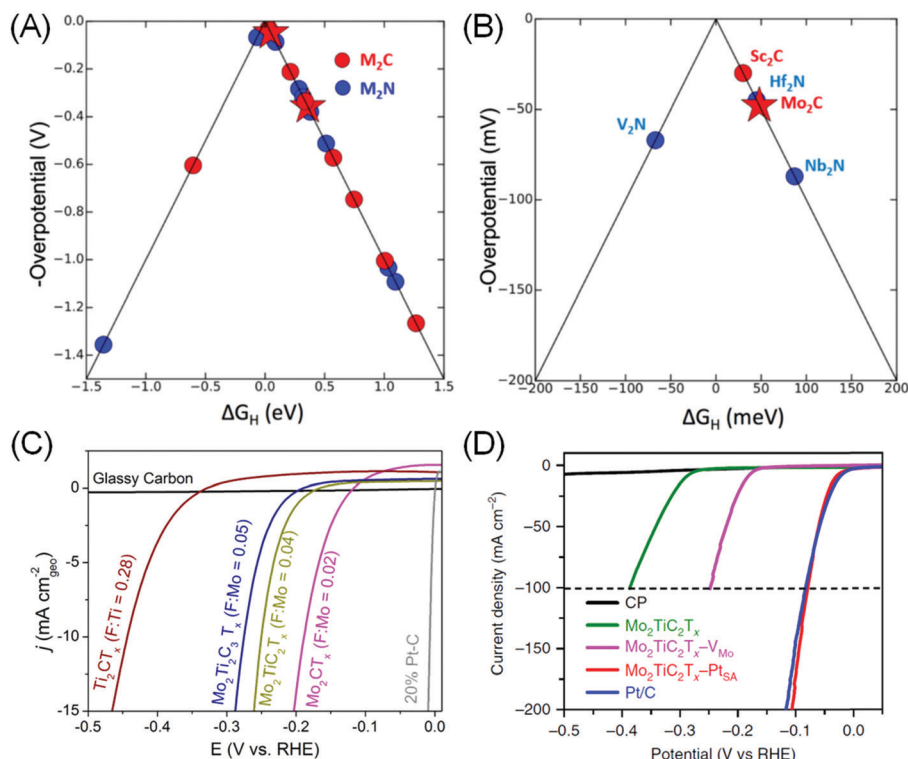 (A)
-Overpotential (V)
0.0
−0.2
−0.4
−0.6
−0.8
−1.0
−1.2
−1.4
M₂C
M₂N
−1.5 −1.0 −0.5 0.0 0.5 1.0 1.5
ΔG_H (eV)
(B)
-Overpotential (mV)
0
−50
−100
−150
−200
Sc₂C
Hf₂N
Mo₂C
V₂N
Nb₂N
−200 −150 −100 −50 0 50 100 150 200
ΔG_H (meV)
(C)
j (mA cm⁻²_geo)
0
-5
-10
-15
Glassy Carbon
Ti₂CTₓ (F:Ti = 0.28)
Mo₂Ti₂C₃Tₓ (F:Mo = 0.05)
Mo₂TiC₂Tₓ (F:Mo = 0.04)
Mo₂CTₓ (F:Mo = 0.02)
20% Pt-C
-0.5 -0.4 -0.3 -0.2 -0.1 0.0
E (V vs. RHE)
(D)
Current density (mA cm⁻²)
0
−50
−100
−150
−200
CP
Mo₂TiC₂Tₓ
Mo₂TiC₂Tₓ–V_Mo
Mo₂TiC₂Tₓ–Pt_SA
Pt/C
−0.5 −0.4 −0.3 −0.2 −0.1 0.0
Potential (V vs RHE)